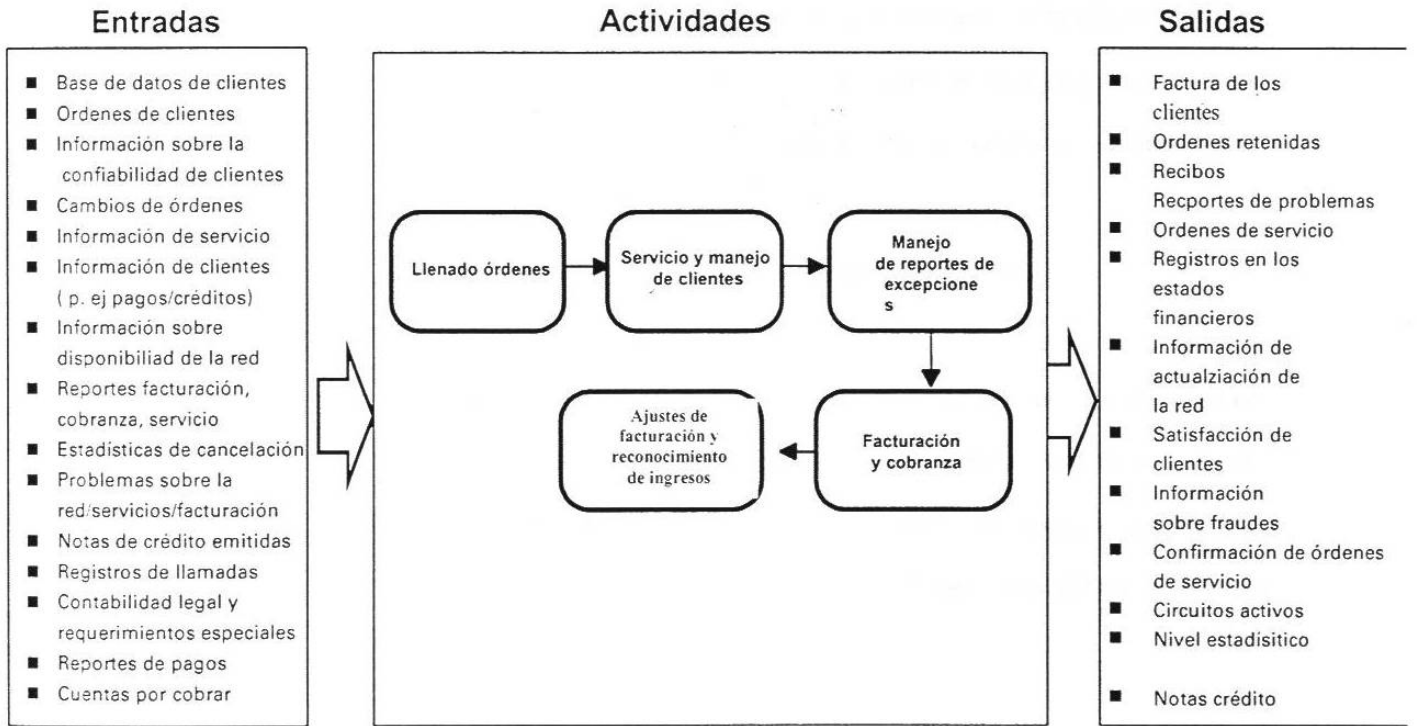 Entradas
Actividades
Salidas
■ Base de datos de clientes
■ Ordenes de clientes
■ Información sobre la
confiabilidad de clientes
■ Cambios de órdenes
■ Información de servicio
■ Información de clientes
( p. ej pagos/créditos)
■ Información sobre
disponibiliad de la red
■ Reportes facturación,
cobranza, servicio
■ Estadísticas de cancelación
■ Problemas sobre la
red/servicios/facturación
■ Notas de crédito emitidas
■ Registros de llamadas
■ Contabilidad legal y
requerimientos especiales
■ Reportes de pagos
■ Cuentas por cobrar
Llenado órdenes
Servicio y manejo
de clientes
Manejo
de reportes de
excepcione
s
Facturación
y cobranza
Ajustes de
facturación y
reconocimiento
de ingresos
■ Factura de los
clientes
■ Ordenes retenidas
■ Recibos
Recportes de problemas
■ Ordenes de servicio
■ Registros en los
estados
financieros
■ Información de
actualziación de
la red
■ Satisfacción de
clientes
■ Información
sobre fraudes
■ Confirmación de órdenes
de servicio
■ Circuitos activos
■ Nivel estadísitico
■ Notas crédito